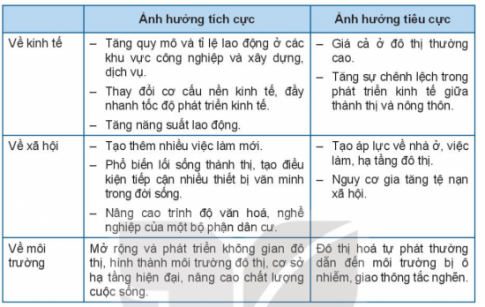 Ảnh hưởng tích cực
Ảnh hưởng tiêu cực
Về kinh tế
– Tăng quy mô và tỉ lệ lao động ở các
khu vực công nghiệp và xây dựng,
dịch vụ.
– Thay đổi cơ cấu nền kinh tế, đẩy
nhanh tốc độ phát triển kinh tế.
– Tăng năng suất lao động.
– Giá cả ở đô thị thường
cao.
– Tăng sự chênh lệch trong
phát triển kinh tế giữa
thành thị và nông thôn.
Về xã hội
– Tạo thêm nhiều việc làm mới.
– Phổ biến lối sống thành thị, tạo điều
kiện tiếp cận nhiều thiết bị văn minh
trong đời sống.
– Nâng cao trình độ văn hoá, nghề
nghiệp của một bộ phận dân cư.
– Tạo áp lực về nhà ở, việc
làm, hạ tầng đô thị.
– Nguy cơ gia tăng tệ nạn
xã hội.
Về môi
trường
Mở rộng và phát triển không gian đô
thị, hình thành môi trường đô thị, cơ sở
hạ tầng hiện đại, nâng cao chất lượng
cuộc sống.
Đô thị hoá tự phát thường
dẫn đến môi trường bị ô
nhiễm, giao thông tắc nghẽn.